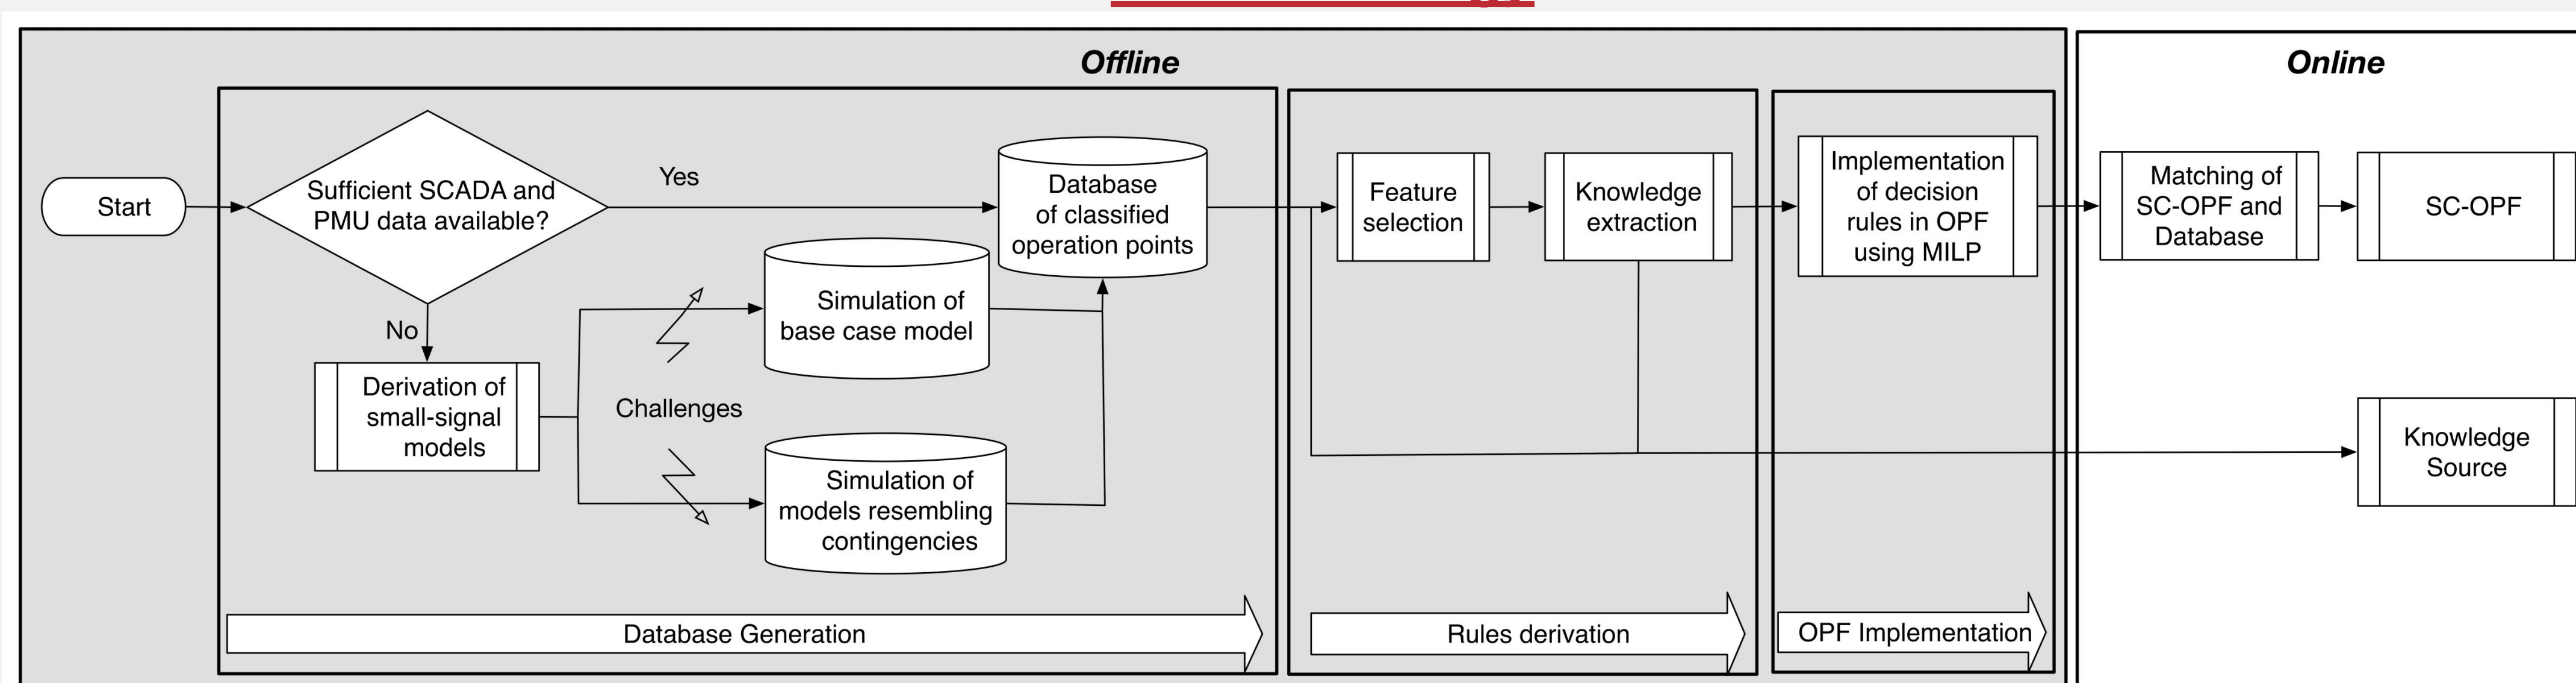 Offline
Online
Start
Sufficient SCADA and
PMU data available?
Yes
No
Derivation of
small-signal
models
Challenges
Simulation of
base case model
Simulation of
models resembling
contingencies
Database
of classified
operation points
Database Generation
Feature
selection
Knowledge
extraction
Rules derivation
Implementation
of decision
rules in OPF
using MILP
OPF Implementation
Matching of
SC-OPF and
Database
SC-OPF
Knowledge
Source